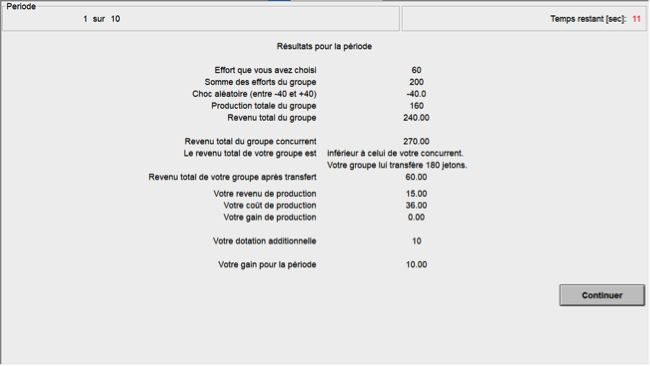 Periode
1 sur 10
Temps restant [sec]: 11
Résultats pour la période
Effort que vous avez choisi 60
Somme des efforts du groupe 200
Choc aléatoire (entre -40 et +40) -40.0
Production totale du groupe 160
Revenu total du groupe 240.00
Revenu total du groupe concurrent 270.00
Le revenu total de votre groupe est inférieur à celui de votre concurrent.
Votre groupe lui transfère 180 jetons.
Revenu total de votre groupe après transfert 60.00
Votre revenu de production 15.00
Votre coût de production 36.00
Votre gain de production 0.00
Votre dotation additionnelle 10
Votre gain pour la période 10.00
Continuer